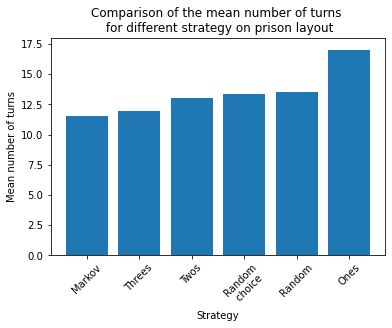 Comparison of the mean number of turns
for different strategy on prison layout
Mean number of turns
17.5
15.0
12.5
10.0
7.5
5.0
2.5
0.0
Markov
Threes
Twos
Random
choice
Random
Ones
Strategy